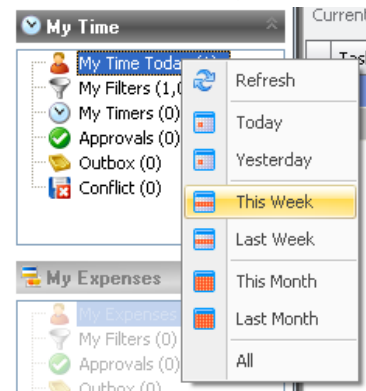 My Time
My Time Today
My Filters (1,0
My Timers (0)
Approvals (0)
Outbox (0)
Conflict (0)
My Expenses
My Expenses
My Filters (0)
Approvals (0)
Outbox (0)
Current
Tas
Refresh
Today
Yesterday
This Week
Last Week
This Month
Last Month
All